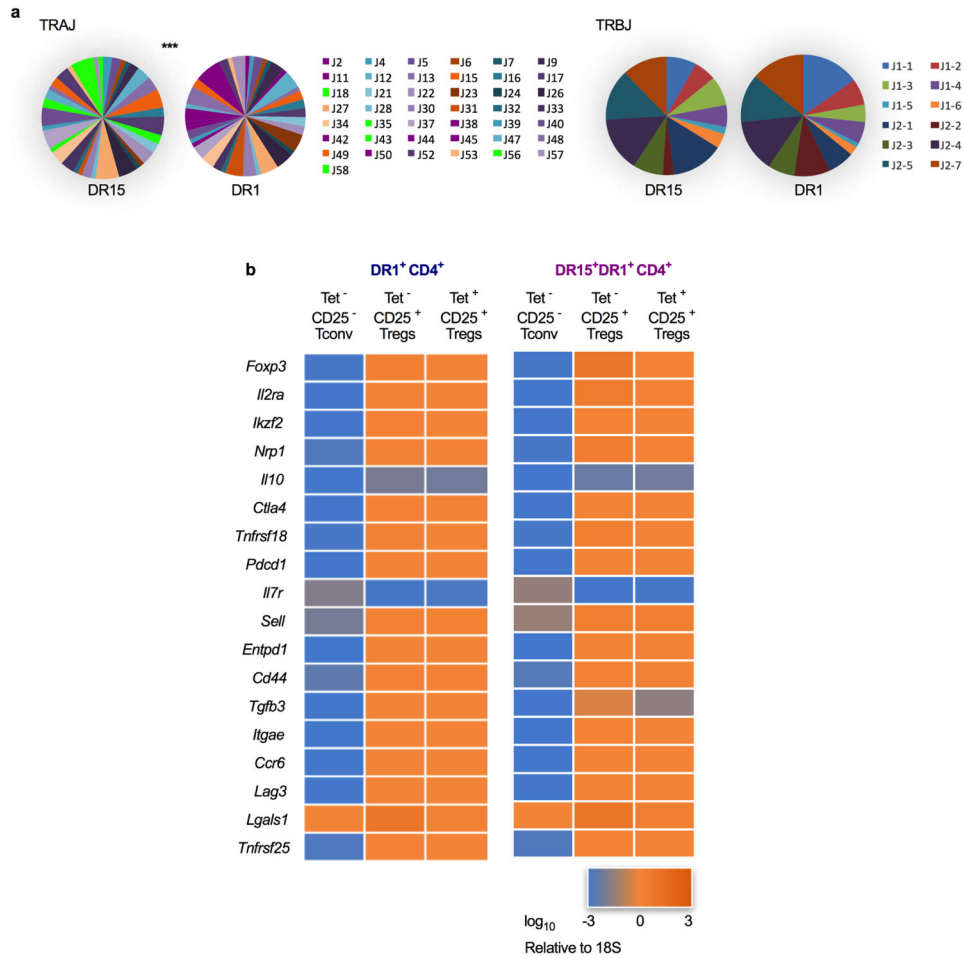 a
TRAJ
***
DR15
DR1
J2 J4 J5 J6 J7 J9
J11 J12 J13 J15 J16 J17
J18 J21 J22 J23 J24 J26
J27 J28 J30 J31 J32 J33
J34 J35 J37 J38 J39 J40
J42 J43 J44 J45 J47 J48
J49 J50 J52 J53 J56 J57
J58
TRBJ
DR15
DR1
J1-1 J1-2
J1-3 J1-4
J1-5 J1-6
J2-1 J2-2
J2-3 J2-4
J2-5 J2-7
b
DR1+ CD4+
DR15+DR1+ CD4+
Tet - Tet - Tet + Tet - Tet - Tet +
CD25 - CD25 + CD25 + CD25 - CD25 + CD25 +
Tconv Tregs Tregs Tconv Tregs Tregs
Foxp3
Il2ra
Ikzf2
Nrp1
Il10
Ctla4
Tnfrsf18
Pdcd1
Il7r
Sell
Entpd1
Cd44
Tgfb3
Itgae
Ccr6
Lag3
Lgals1
Tnfrsf25
log10 -3 0 3
Relative to 18S